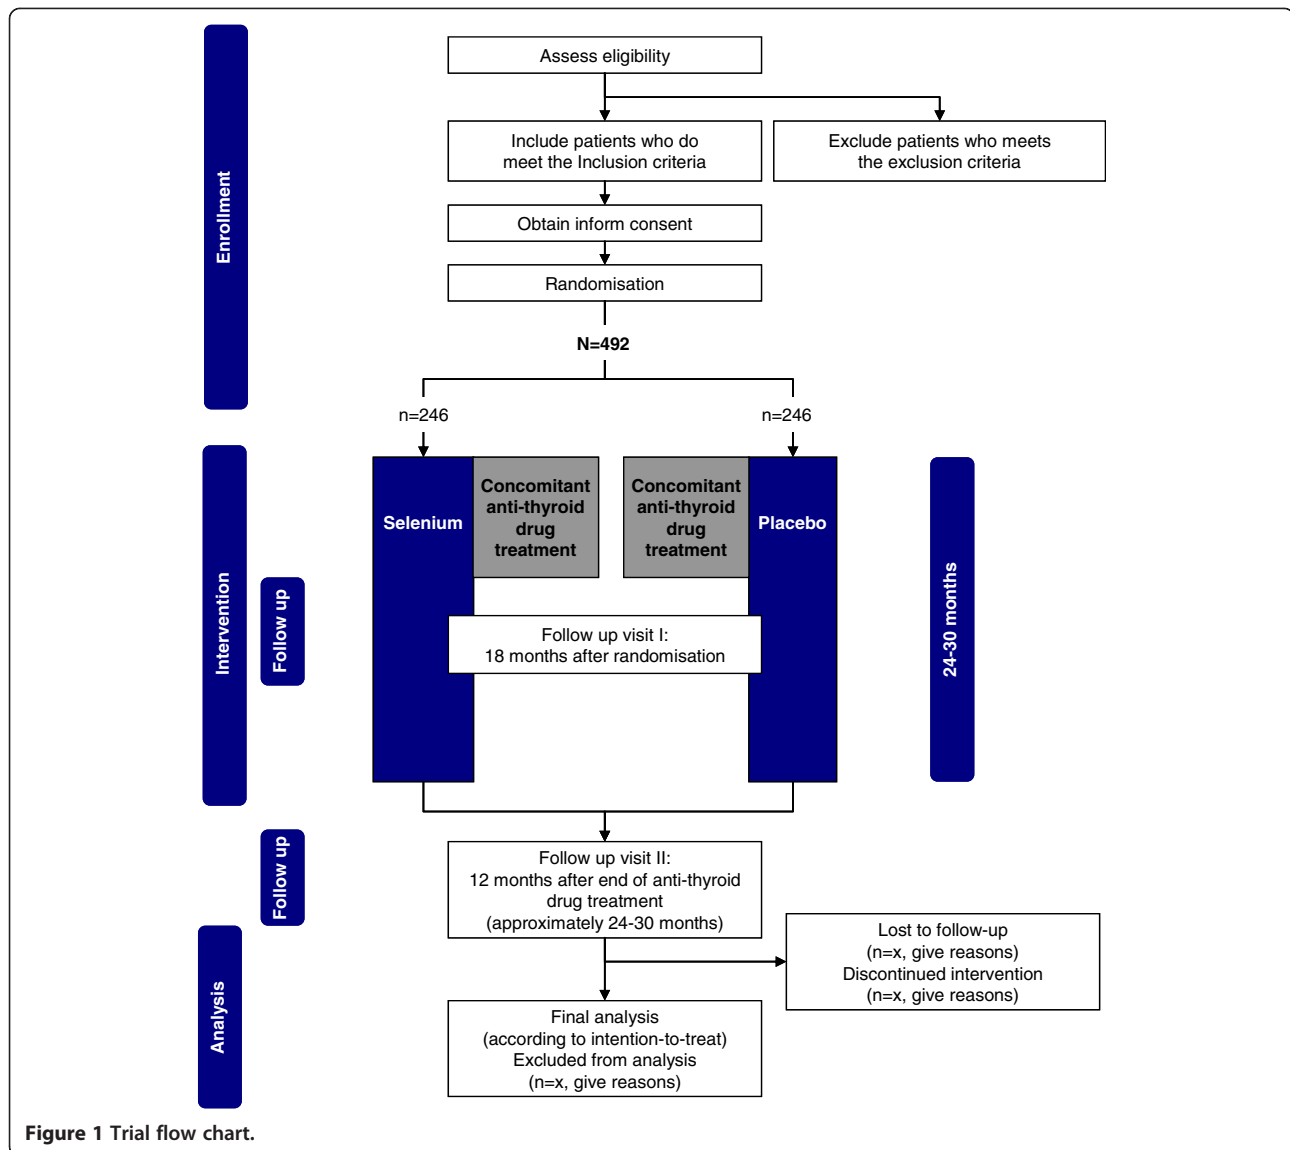 Assess eligibility
Include patients who do
meet the Inclusion criteria
Exclude patients who meets
the exclusion criteria
Obtain inform consent
Randomisation
N=492
n=246
n=246
Enrollment
Selenium
Concomitant
anti-thyroid
drug
treatment
Concomitant
anti-thyroid
drug
treatment
Placebo
Intervention
Follow up
24-30 months
Follow up visit I:
18 months after randomisation
Follow up
Follow up visit II:
12 months after end of anti-thyroid
drug treatment
(approximately 24-30 months)
Lost to follow-up
(n=x, give reasons)
Discontinued intervention
(n=x, give reasons)
Analysis
Final analysis
(according to intention-to-treat)
Excluded from analysis
(n=x, give reasons)
Figure 1 Trial flow chart.